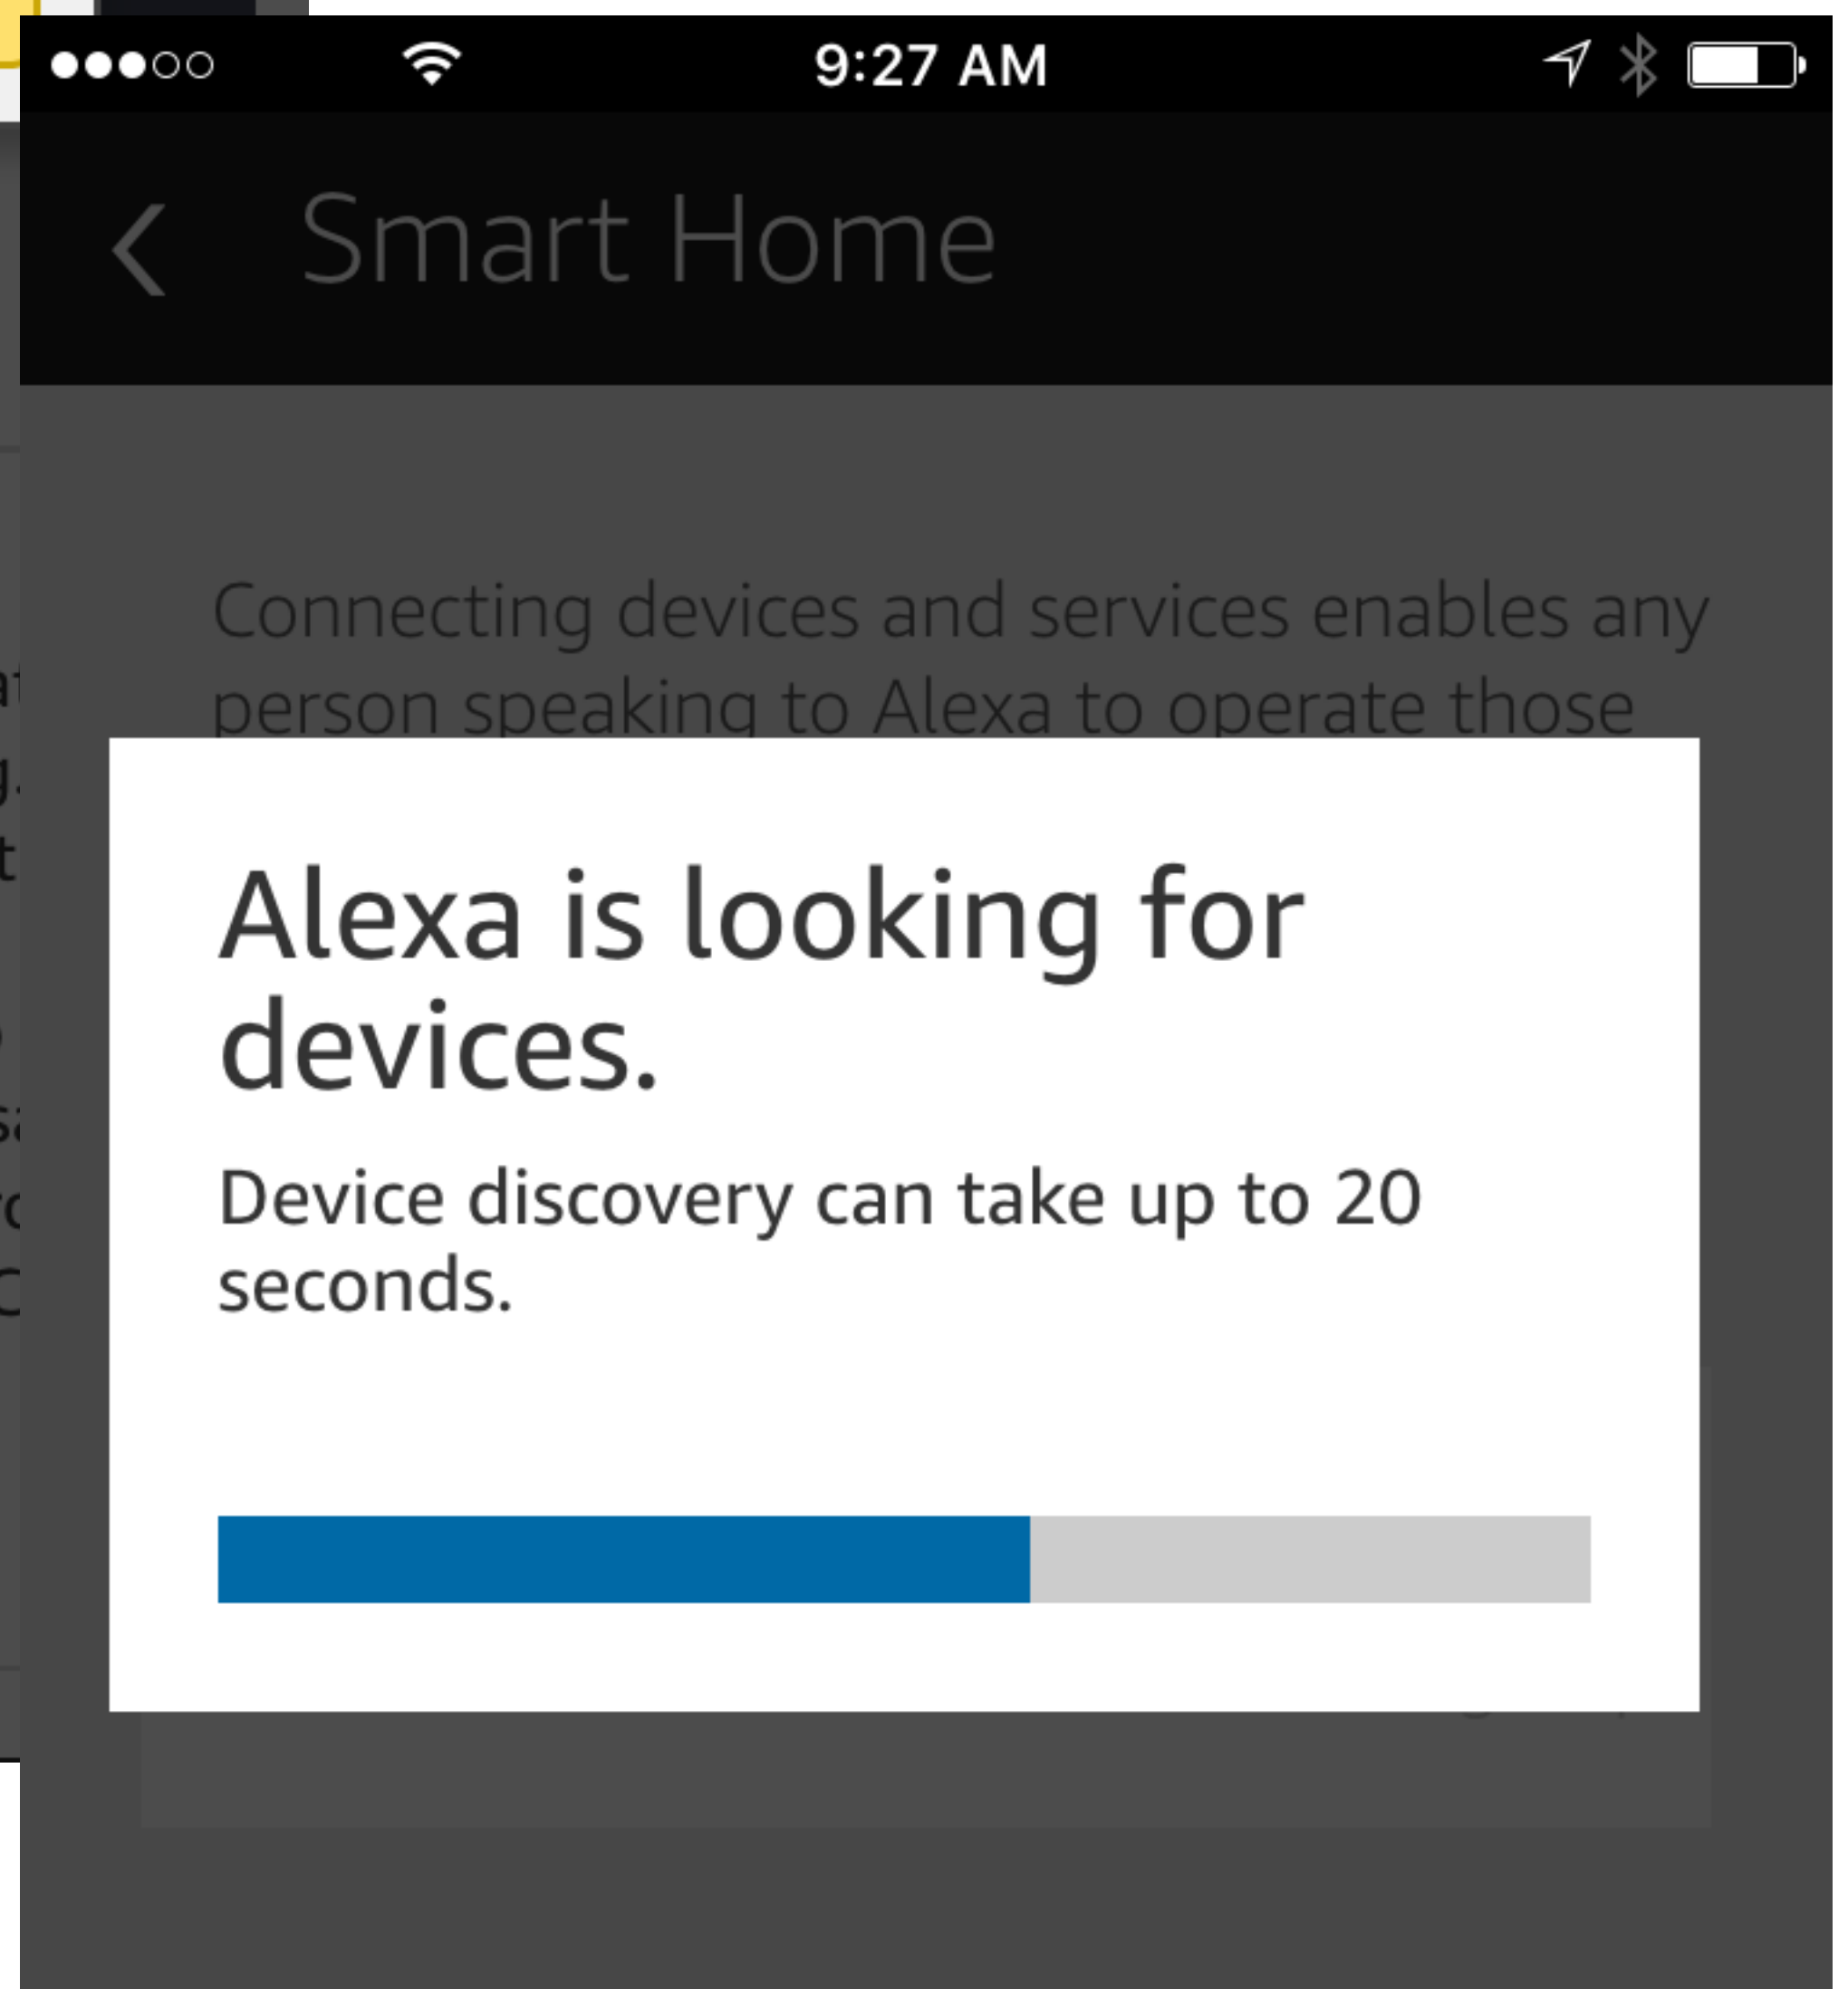 9:27 AM
Smart Home
Connecting devices and services enables any
person speaking to Alexa to operate those
Alexa is looking for
devices.
Device discovery can take up to 20
seconds.